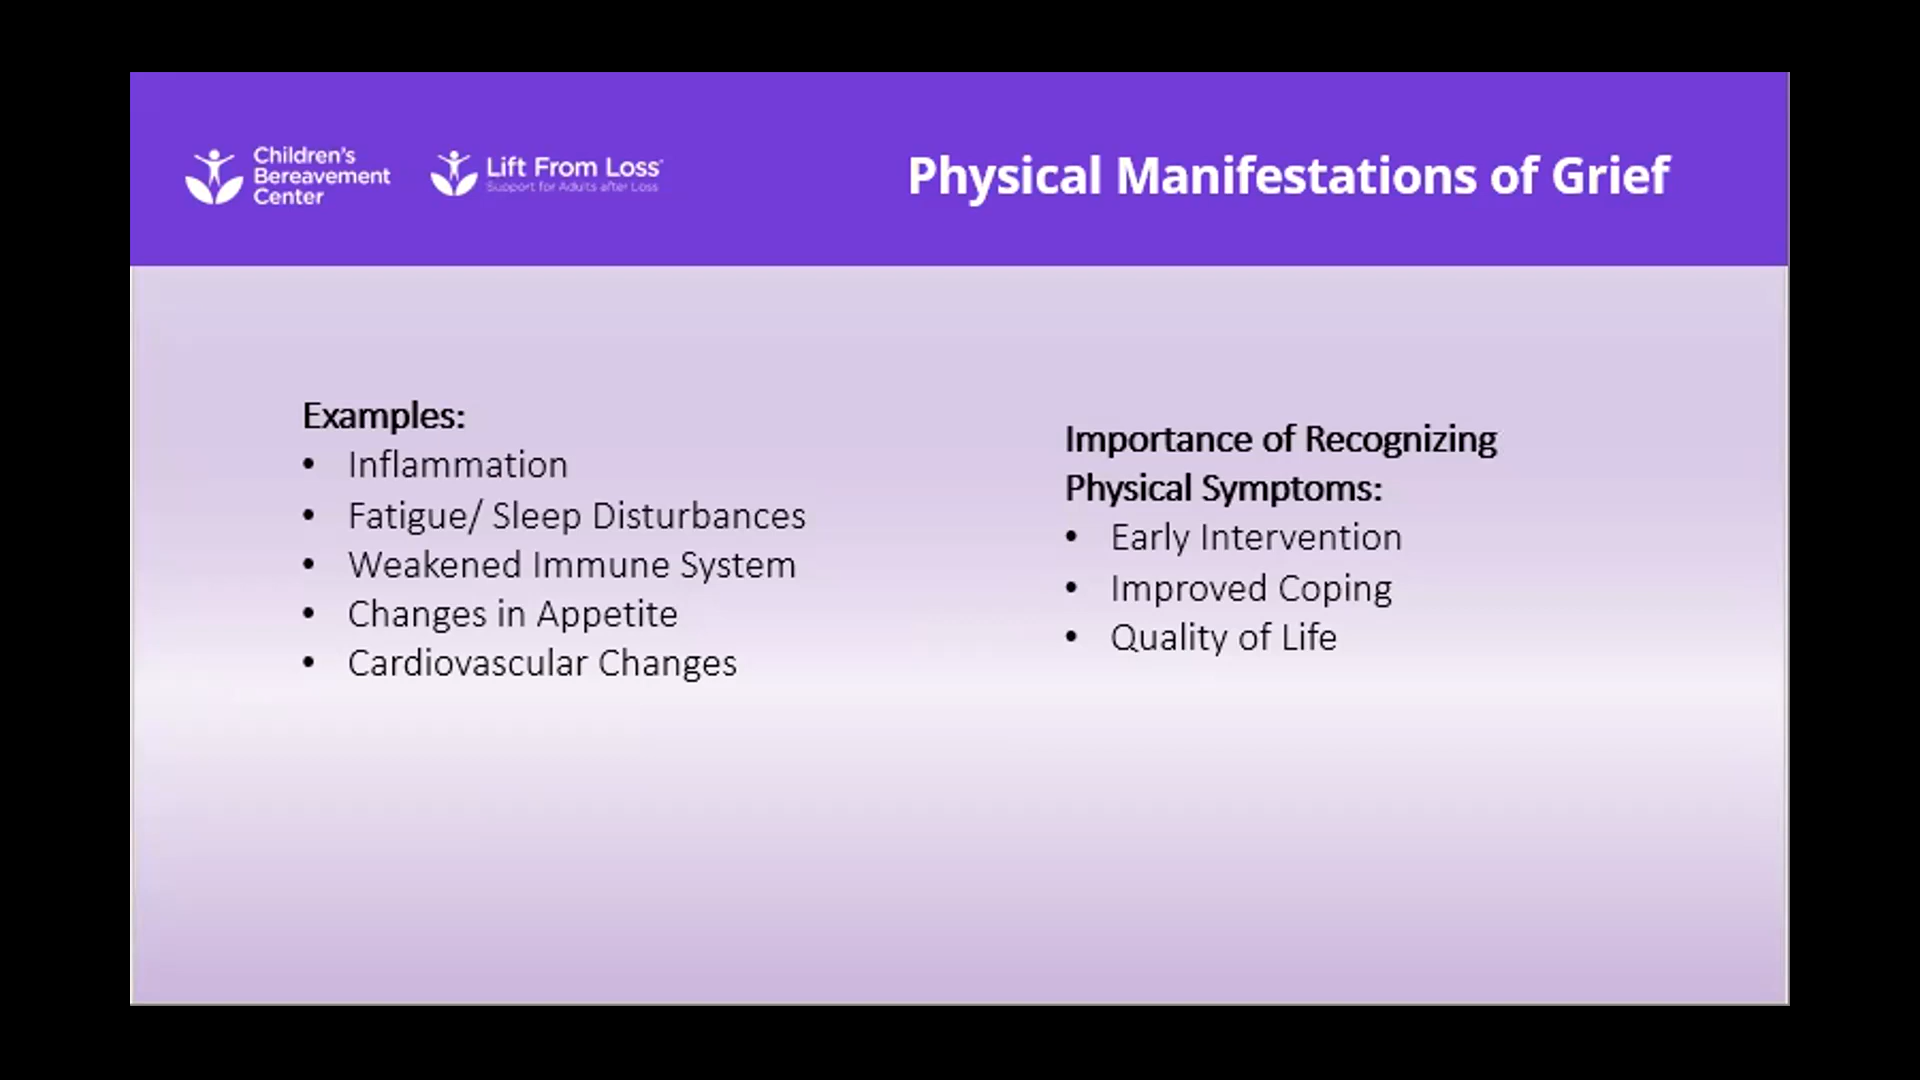 Children's
Bereavement
Center
Lift From Loss
Support for Adults after Loss
Physical Manifestations of Grief
Examples:
• Inflammation
• Fatigue/ Sleep Disturbances
• Weakened Immune System
• Changes in Appetite
• Cardiovascular Changes
Importance of Recognizing
Physical Symptoms:
• Early Intervention
• Improved Coping
• Quality of Life